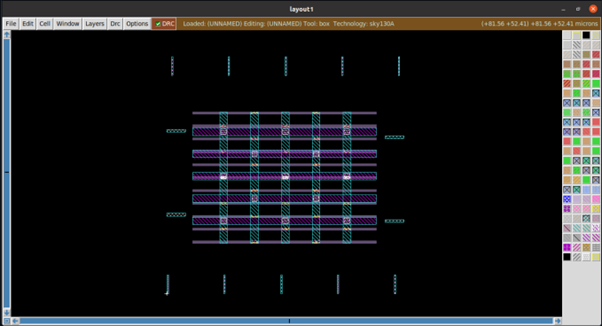 layout1
File Edit Cell Window Layers Drc Options DRC Loaded: (UNNAMED) Editing: (UNNAMED) Tool: box Technology: sky130A (+81.56 +52.41) +81.56 +52.41 microns